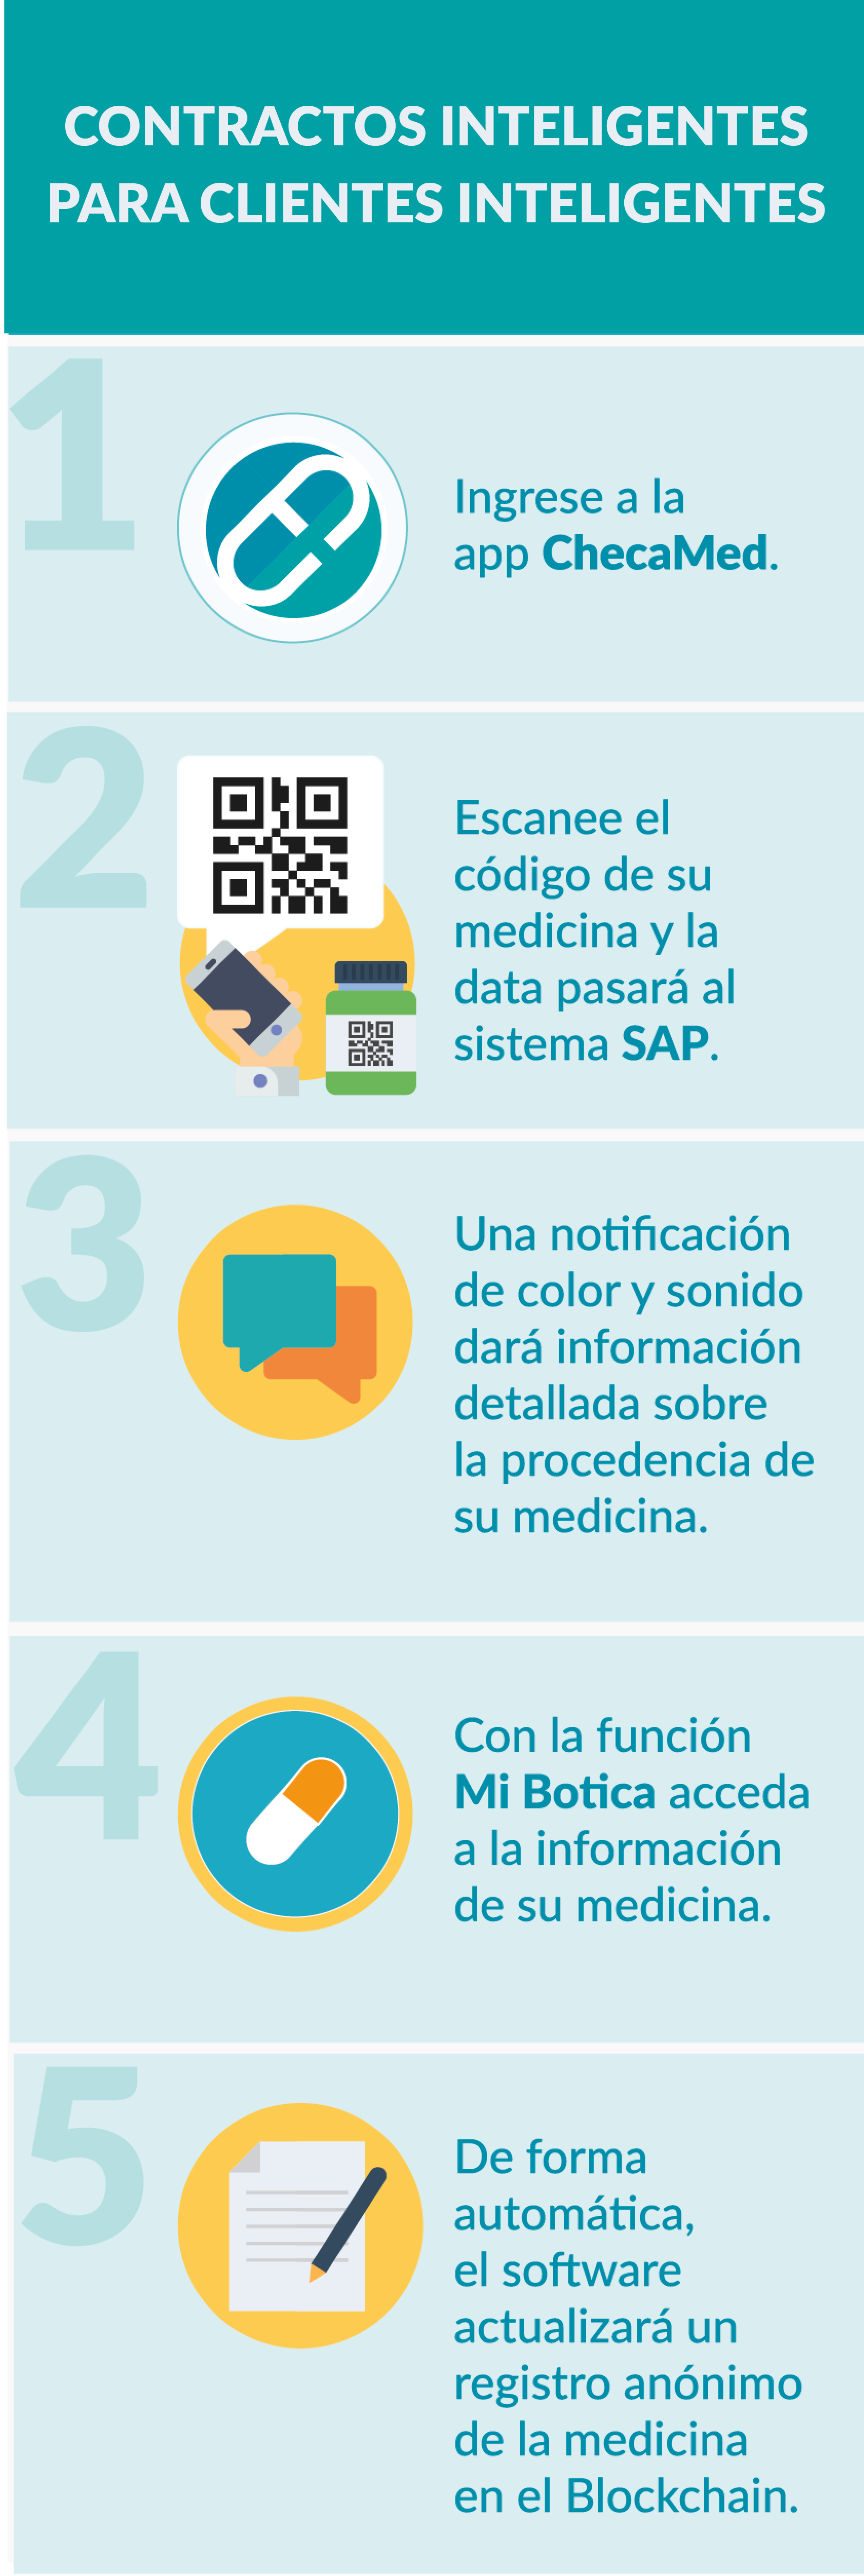 CONTRACTOS INTELIGENTES
PARA CLIENTES INTELIGENTES
1
Ingrese a la
app ChecaMed.
2
Escanee el
código de su
medicina y la
data pasará al
sistema SAP.
3
Una notificación
de color y sonido
dará información
detallada sobre
la procedencia de
su medicina.
4
Con la función
Mi Botica acceda
a la información
de su medicina.
5
De forma
automática,
el software
actualizará un
registro anónimo
de la medicina
en el Blockchain.